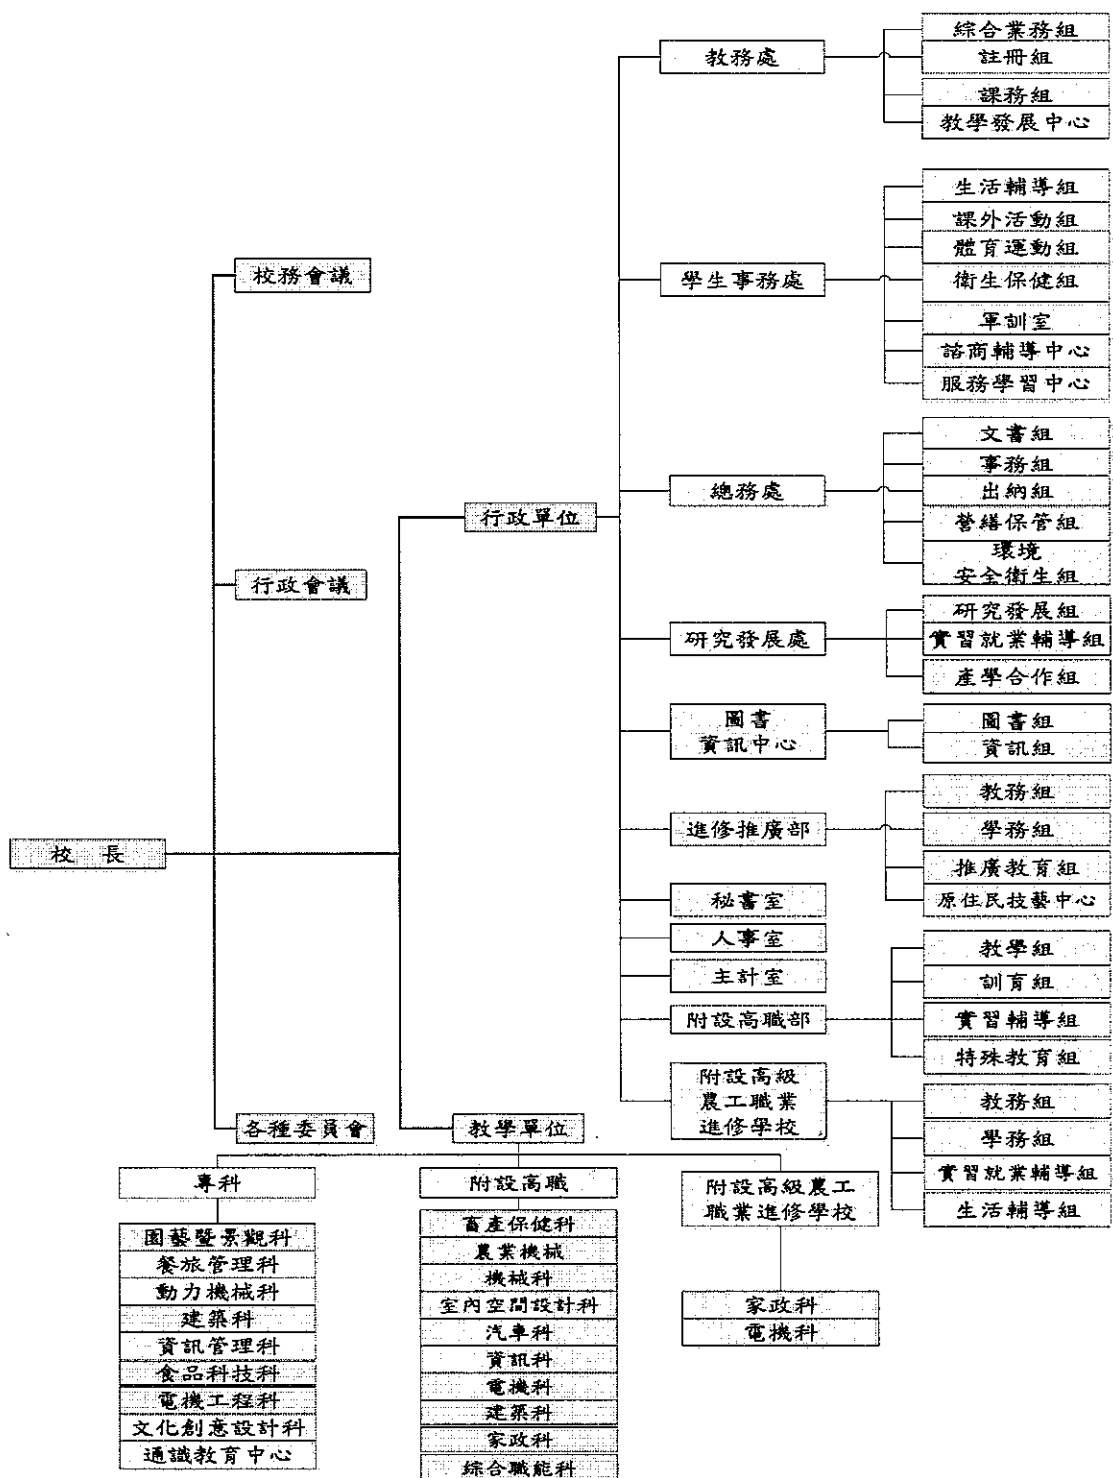 校長
校務會議
行政會議
各種委員會
行政單位
教務處
綜合業務組
註冊組
課務組
教學發展中心
學生事務處
生活輔導組
課外活動組
體育運動組
衛生保健組
軍訓室
諮商輔導中心
服務學習中心
總務處
文書組
事務組
出納組
營繕保管組
環境
安全衛生組
研究發展處
研究發展組
實習就業輔導組
產學合作組
圖書
資訊中心
圖書組
資訊組
進修推廣部
教務組
學務組
推廣教育組
原住民技藝中心
秘書室
人事室
主計室
附設高職部
教學組
訓育組
實習輔導組
特殊教育組
附設高級
農工職業
進修學校
教務組
學務組
實習就業輔導組
生活輔導組
教學單位
專科
園藝暨景觀科
餐旅管理科
動力機械科
建築科
資訊管理科
食品科技科
電機工程科
文化創意設計科
通識教育中心
附設高職
畜產保健科
農業機械
機械科
室內空間設計科
汽車科
資訊科
電機科
建築科
家政科
綜合職能科
附設高級農工
職業進修學校
家政科
電機科